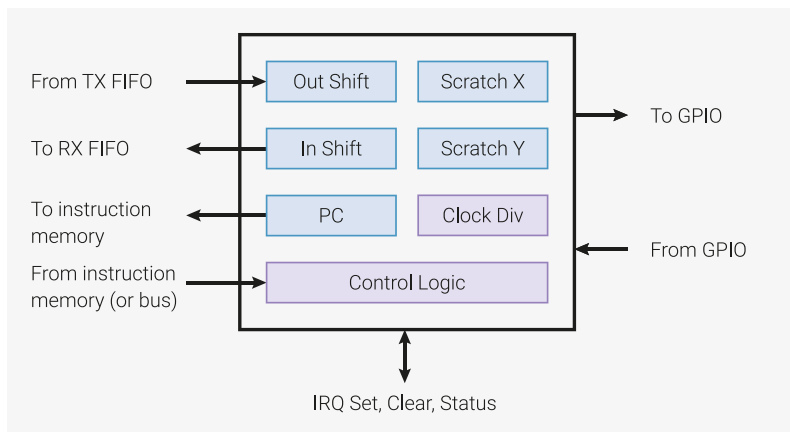 From TX FIFO
Out Shift
Scratch X
To GPIO
To RX FIFO
In Shift
Scratch Y
To instruction
memory
PC
Clock Div
From GPIO
From instruction
memory (or bus)
Control Logic
IRQ Set, Clear, Status